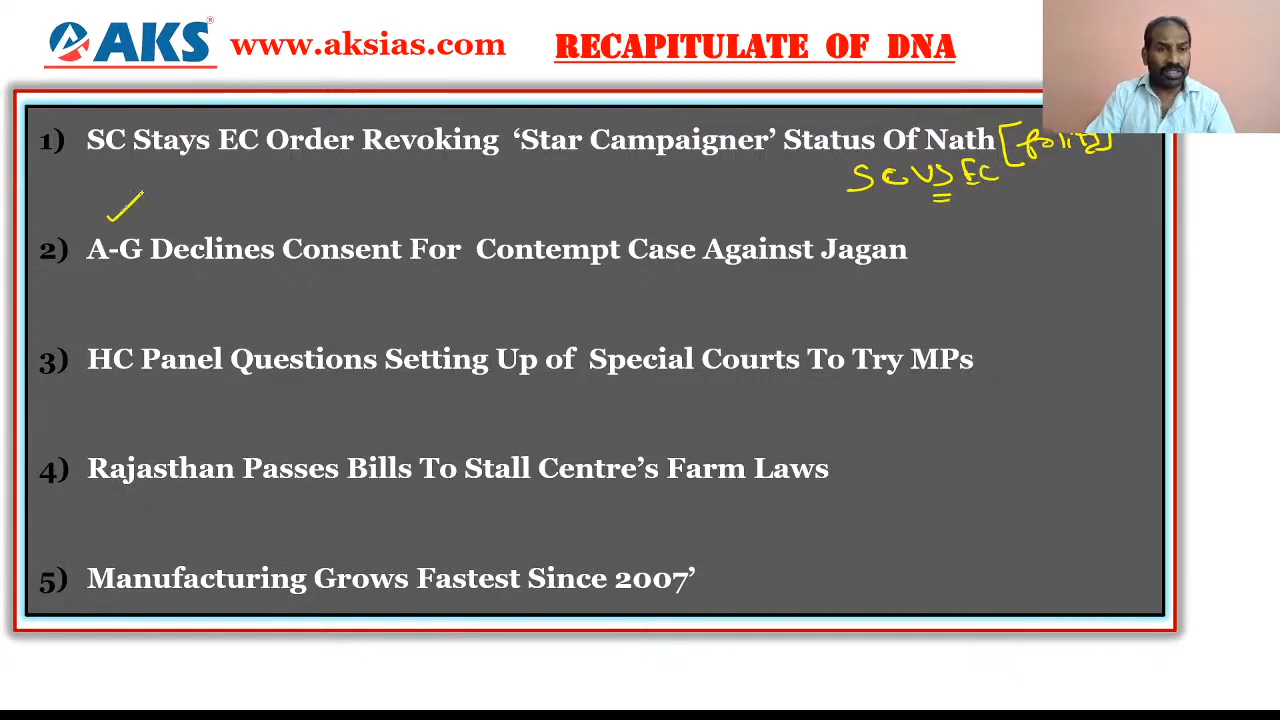 AKS® www.aksias.com RECAPITULATE OF DNA
1) SC Stays EC Order Revoking ‘Star Campaigner’ Status Of Nath [Polity]
SC VS EC
2) A-G Declines Consent For Contempt Case Against Jagan
3) HC Panel Questions Setting Up of Special Courts To Try MPs
4) Rajasthan Passes Bills To Stall Centre’s Farm Laws
5) Manufacturing Grows Fastest Since 2007’